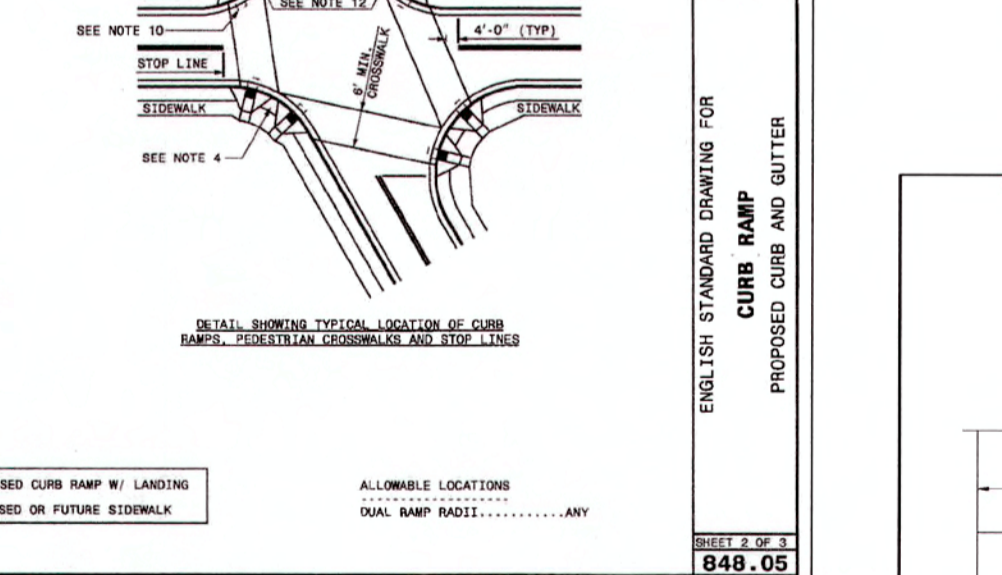 SEE NOTE 12
SEE NOTE 10
4'-0" (TYP)
STOP LINE
6' MIN.
CROSSWALK
SIDEWALK
SIDEWALK
SEE NOTE 4
DETAIL SHOWING TYPICAL LOCATION OF CURB
RAMPS, PEDESTRIAN CROSSWALKS AND STOP LINES
SED CURB RAMP W/ LANDING
SED OR FUTURE SIDEWALK
ALLOWABLE LOCATIONS
DUAL RAMP RADII...........ANY
ENGLISH STANDARD DRAWING FOR
CURB RAMP
PROPOSED CURB AND GUTTER
SHEET 2 OF 3
848.05